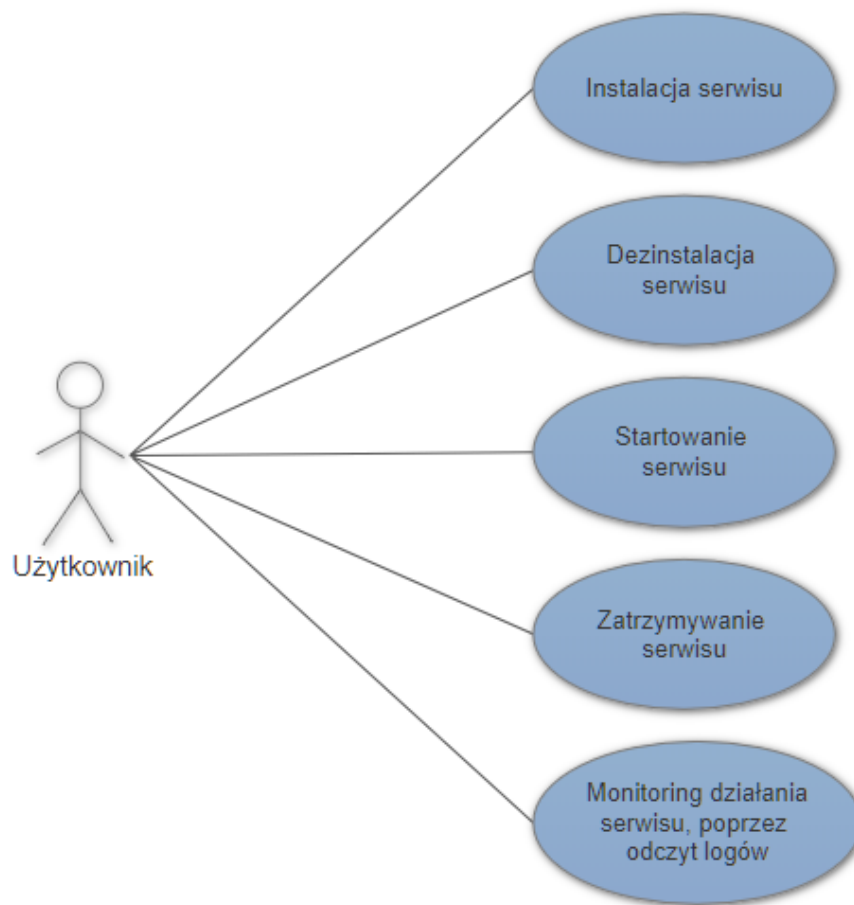 Instalacja serwisu
Dezinstalacja
serwisu
Startowanie
serwisu
Użytkownik
Zatrzymywanie
serwisu
Monitoring działania
serwisu, poprzez
odczyt logów